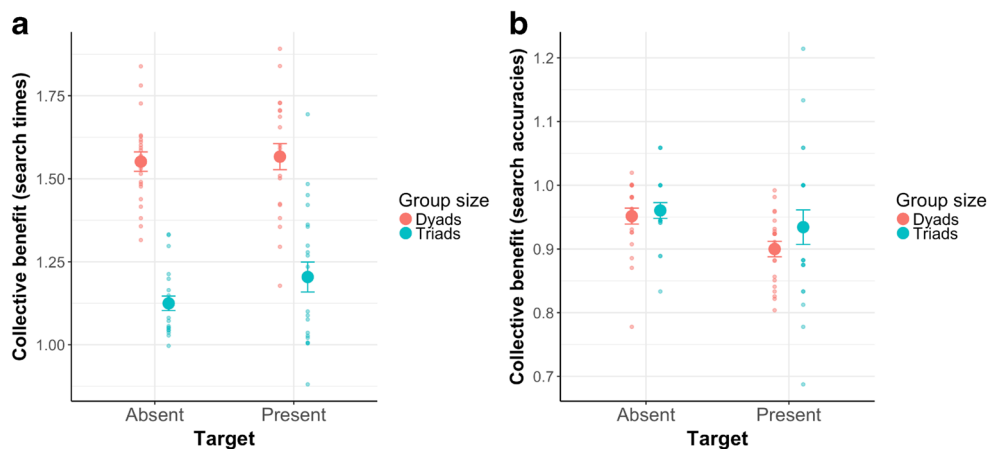 a
Collective benefit (search times)
1.75
1.50
1.25
1.00
Absent
Present
Target
Group size
Dyads
Triads
b
Collective benefit (search accuracies)
1.2
1.1
1.0
0.9
0.8
0.7
Absent
Present
Target
Group size
Dyads
Triads